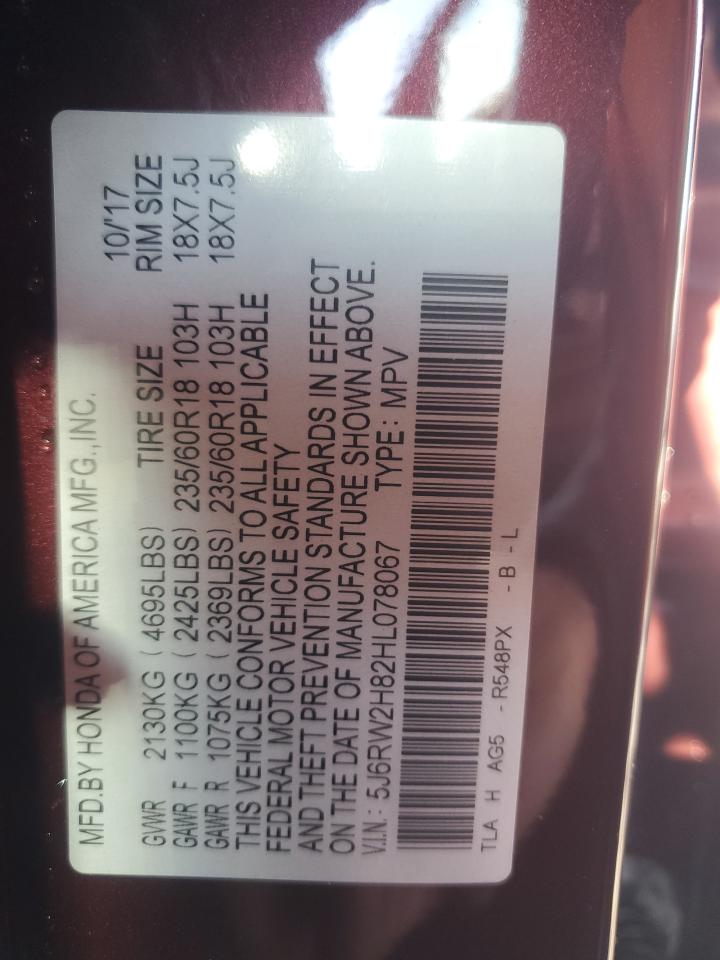 MFD.BY HONDA OF AMERICA MFG.,INC. 10/'17
GVWR 2130KG ( 4695LBS) TIRE SIZE RIM SIZE
GAWR F 1100KG ( 2425LBS) 235/60R18 103H 18X7.5J
GAWR R 1075KG ( 2369LBS) 235/60R18 103H 18X7.5J
THIS VEHICLE CONFORMS TO ALL APPLICABLE
FEDERAL MOTOR VEHICLE SAFETY
AND THEFT PREVENTION STANDARDS IN EFFECT
ON THE DATE OF MANUFACTURE SHOWN ABOVE.
V.I.N.: 5J6RW2H82HL078067 TYPE: MPV
TLA H AG5 - R548PX - B - L